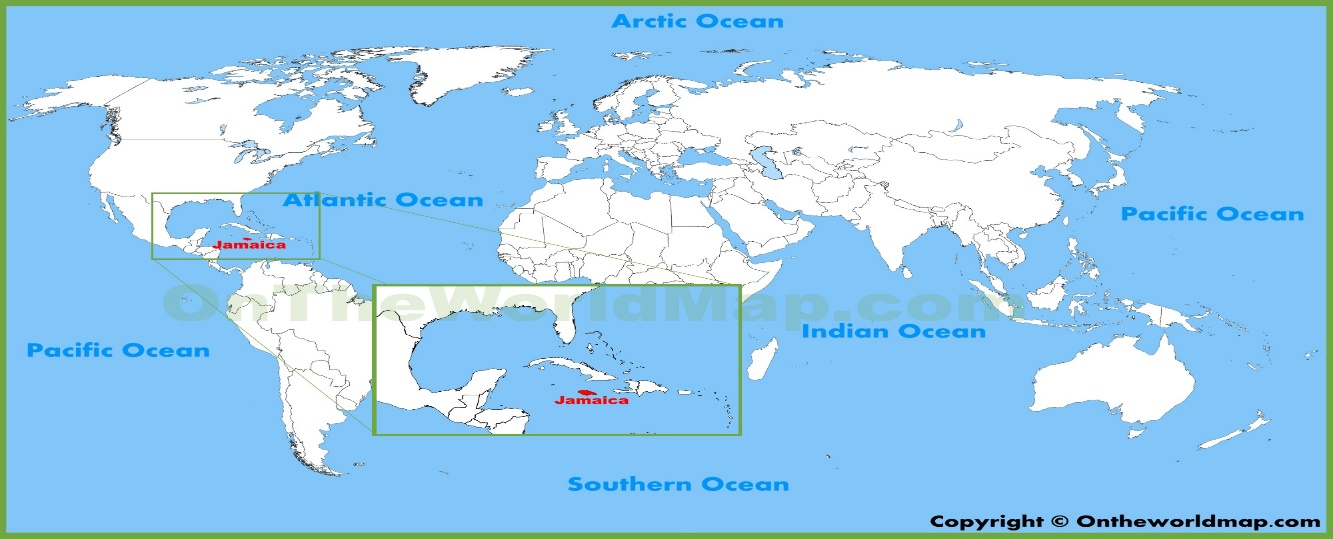 Arctic Ocean
Atlantic Ocean
Pacific Ocean
Jamaica
OnTheWorldMap.com
Indian Ocean
Pacific Ocean
Jamaica
Southern Ocean
Copyright © Ontheworldmap.com